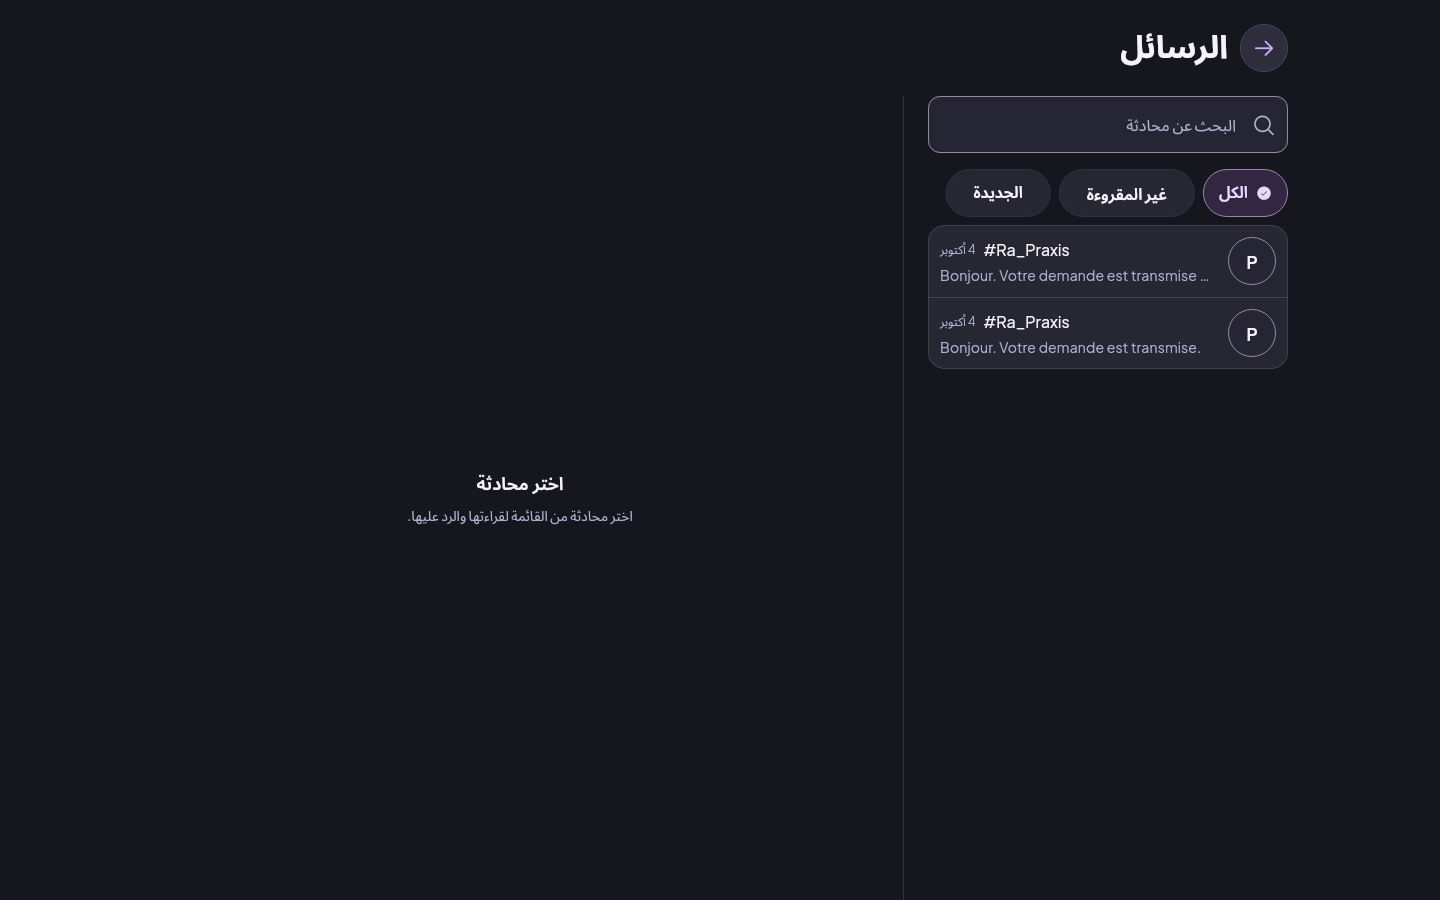 الرسائل
البحث عن محادثة
الكل
غير المقروءة
الجديدة
P
#Ra_Praxis
4 أكتوبر
Bonjour. Votre demande est transmise ...
P
#Ra_Praxis
4 أكتوبر
Bonjour. Votre demande est transmise.
اختر محادثة
اختر محادثة من القائمة لقراءتها والرد عليها.